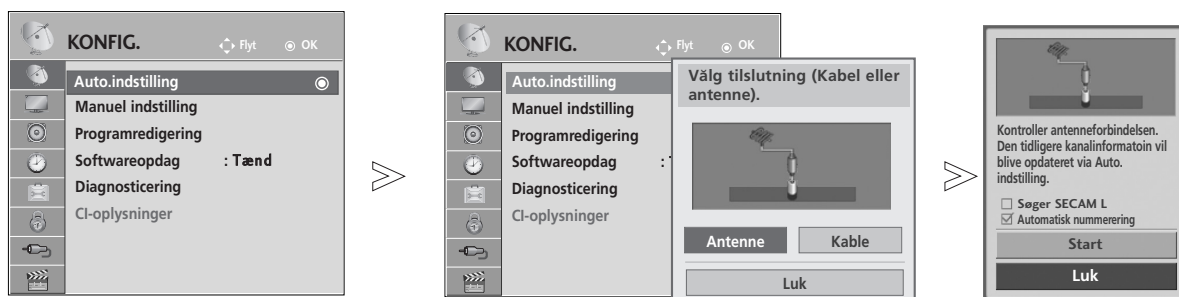 KONFIG. Flyt OK
Auto.indstilling
Manuel indstilling
Programredigering
Softwareopdag : Tænd
Diagnosticering
CI-oplysninger
KONFIG. Flyt OK
Auto.indstilling
Manuel indstilling
Programredigering
Softwareopdag :
Diagnosticering
CI-oplysninger
Vålg tilslutning (Kabel eller
antenne).
Antenne Kable
Luk
Kontroller antenneforbindelsen.
Den tidligere kanalinformatoin vil
blive opdateret via Auto.
indstilling.
Søger SECAM L
Automatisk nummerering
Start
Luk